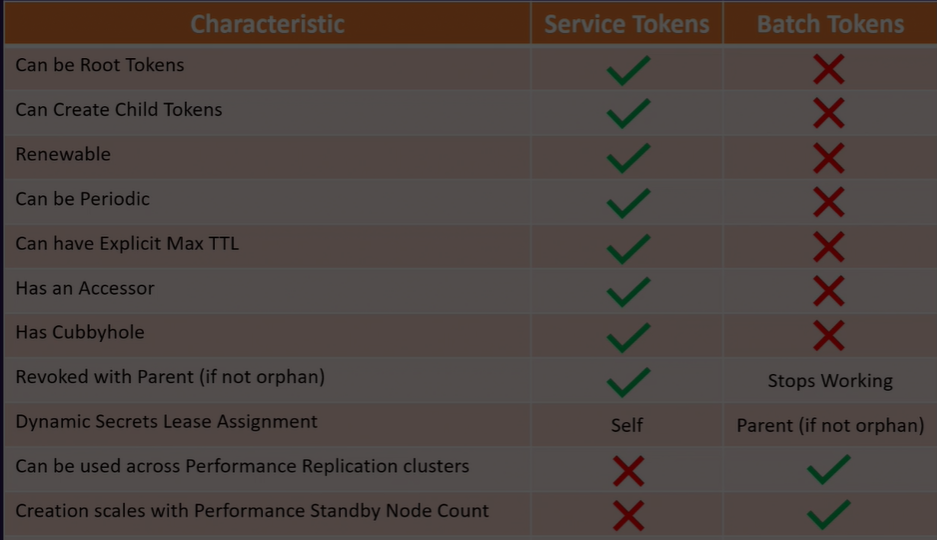 Characteristic Service Tokens Batch Tokens
Can be Root Tokens
Can Create Child Tokens
Renewable
Can be Periodic
Can have Explicit Max TTL
Has an Accessor
Has Cubbyhole
Revoked with Parent (if not orphan) Stops Working
Dynamic Secrets Lease Assignment Self Parent (if not orphan)
Can be used across Performance Replication clusters
Creation scales with Performance Standby Node Count